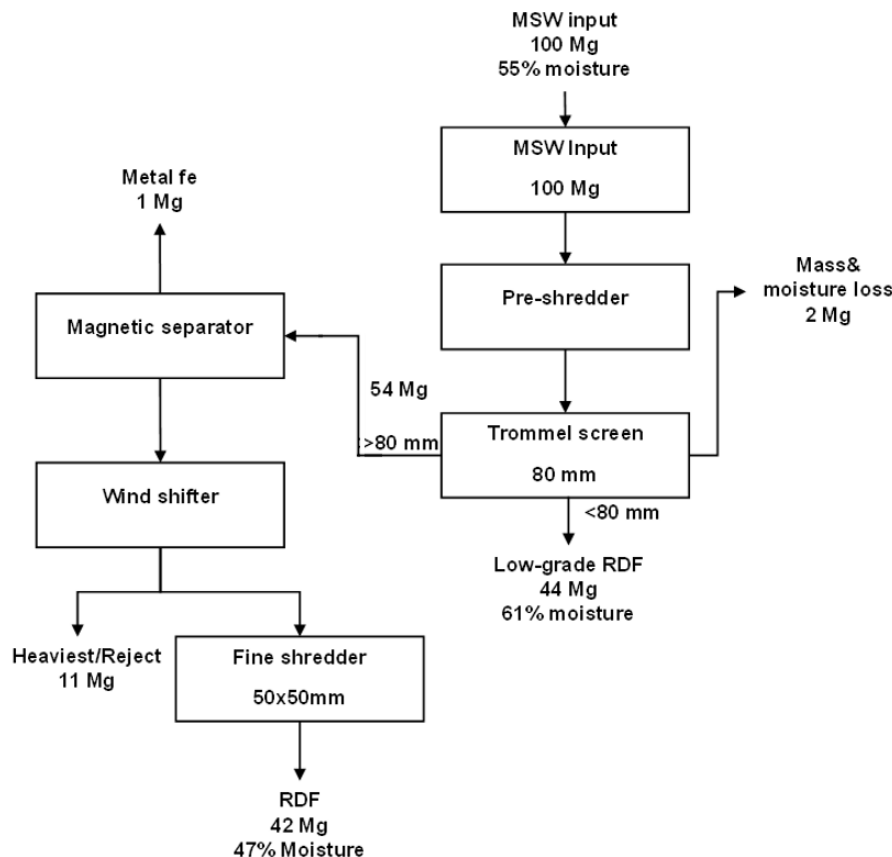 MSW input
100 Mg
55% moisture
MSW Input
100 Mg
Metal fe
1 Mg
Pre-shredder
Mass&
moisture loss
2 Mg
Magnetic separator
54 Mg
>80 mm
Trommel screen
80 mm
<80 mm
Wind shifter
Low-grade RDF
44 Mg
61% moisture
Heaviest/Reject
11 Mg
Fine shredder
50x50mm
RDF
42 Mg
47% Moisture